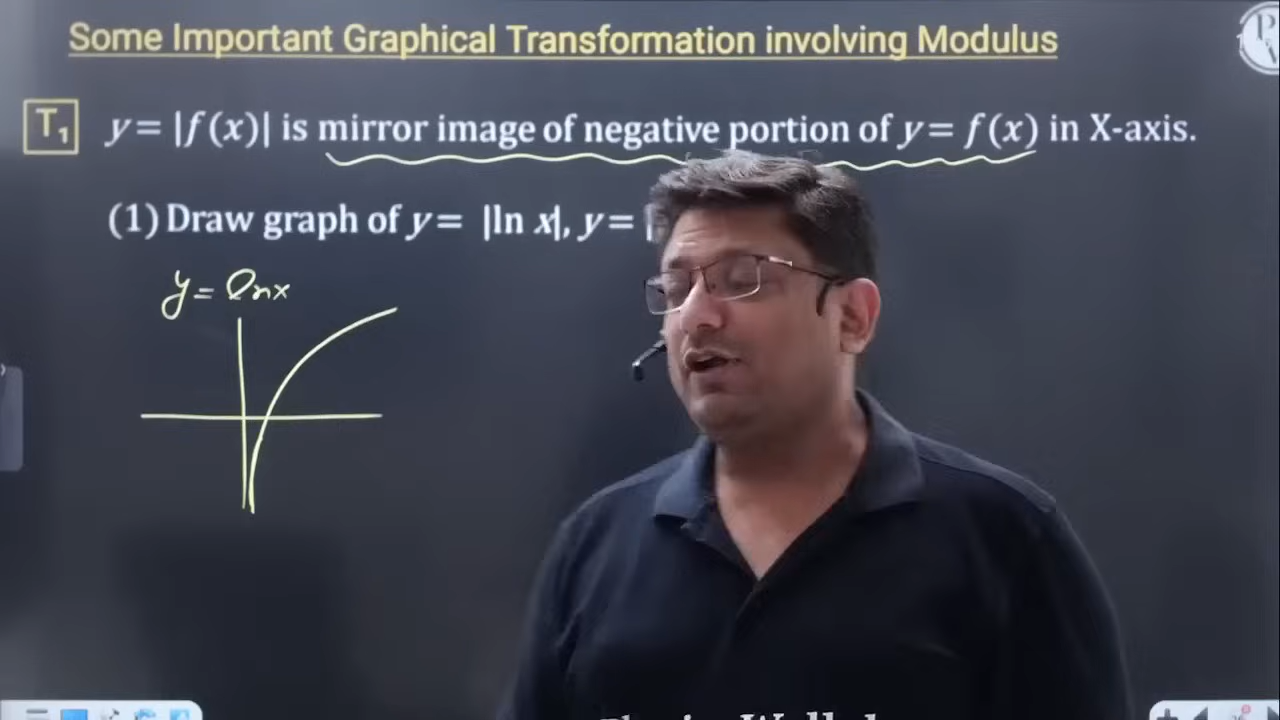 Some Important Graphical Transformation involving Modulus
T₁ y = |f(x)| is mirror image of negative portion of y = f(x) in X-axis.
(1) Draw graph of y = |ln x|, y = |
y = ln x